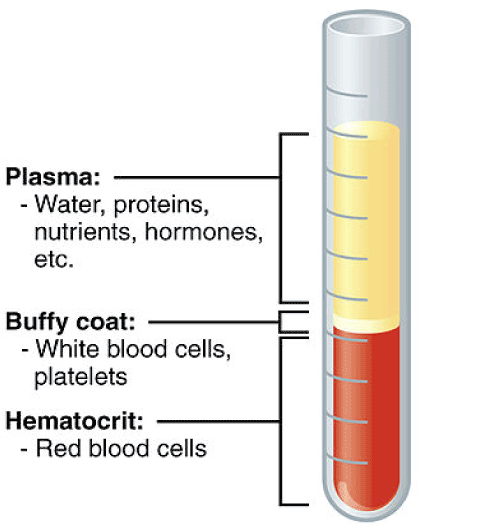 Plasma:
- Water, proteins,
nutrients, hormones,
etc.
Buffy coat:
- White blood cells,
platelets
Hematocrit:
- Red blood cells